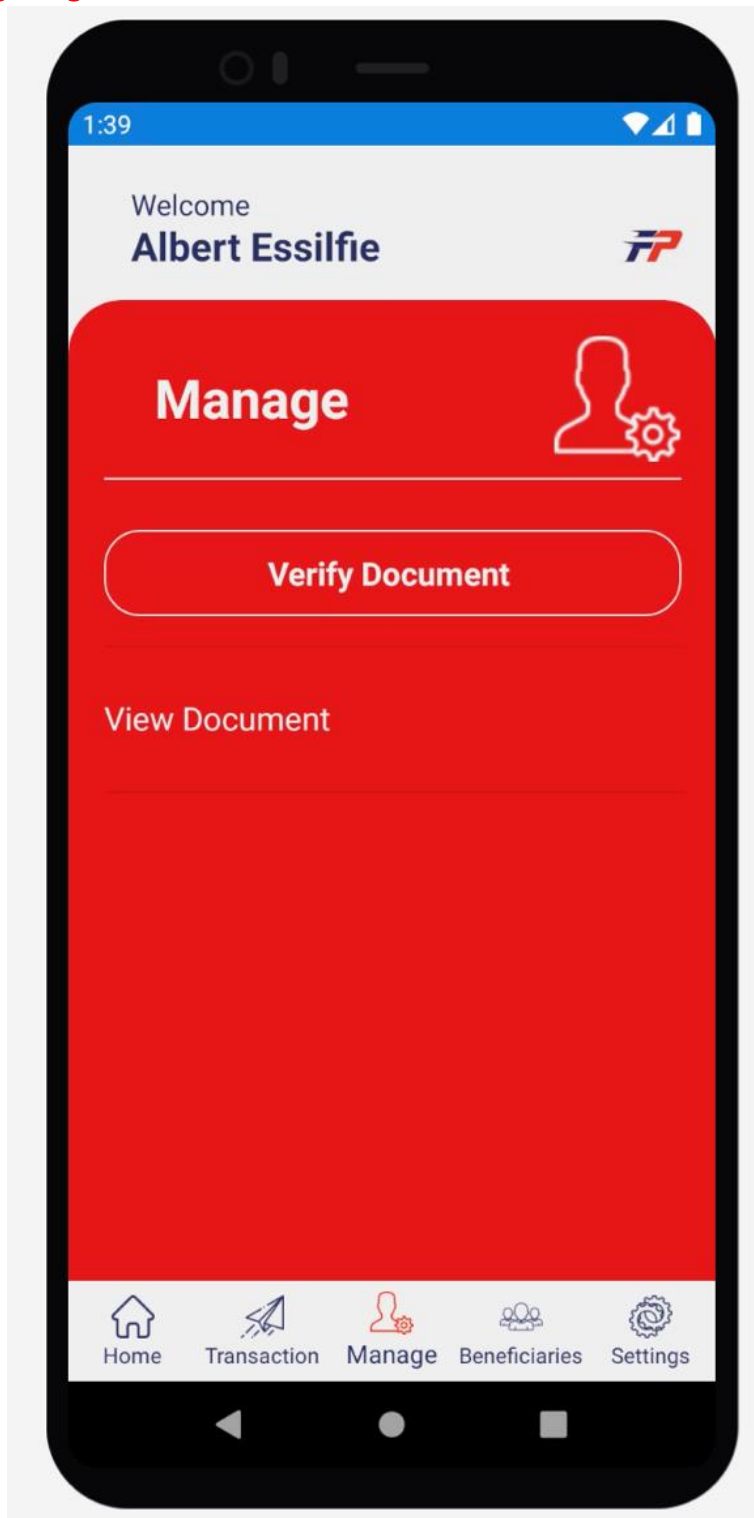 1:39
Welcome
Albert Essilfie
FP
Manage
Verify Document
View Document
Home Transaction Manage Beneficiaries Settings